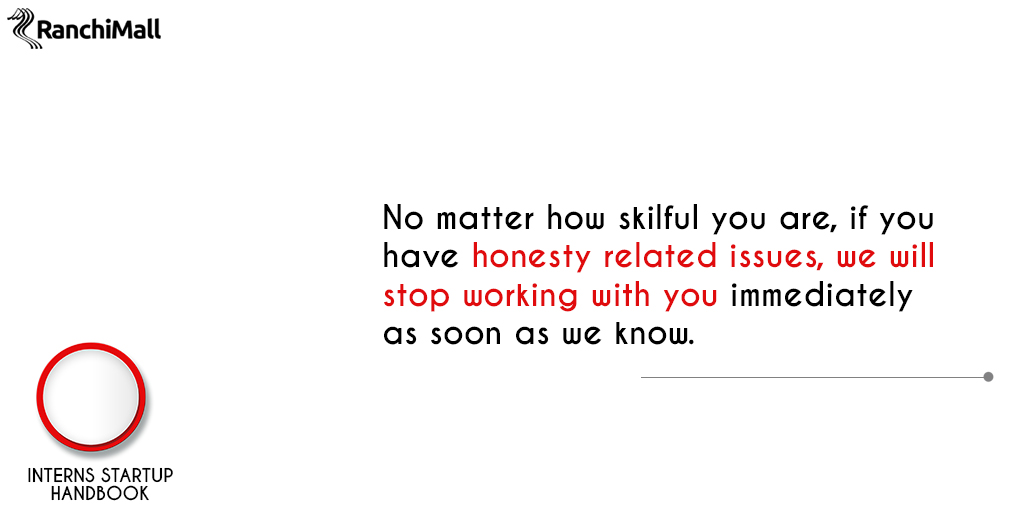 RanchiMall
No matter how skilful you are, if you
have honesty related issues, we will
stop working with you immediately
as soon as we know.
INTERNS STARTUP
HANDBOOK